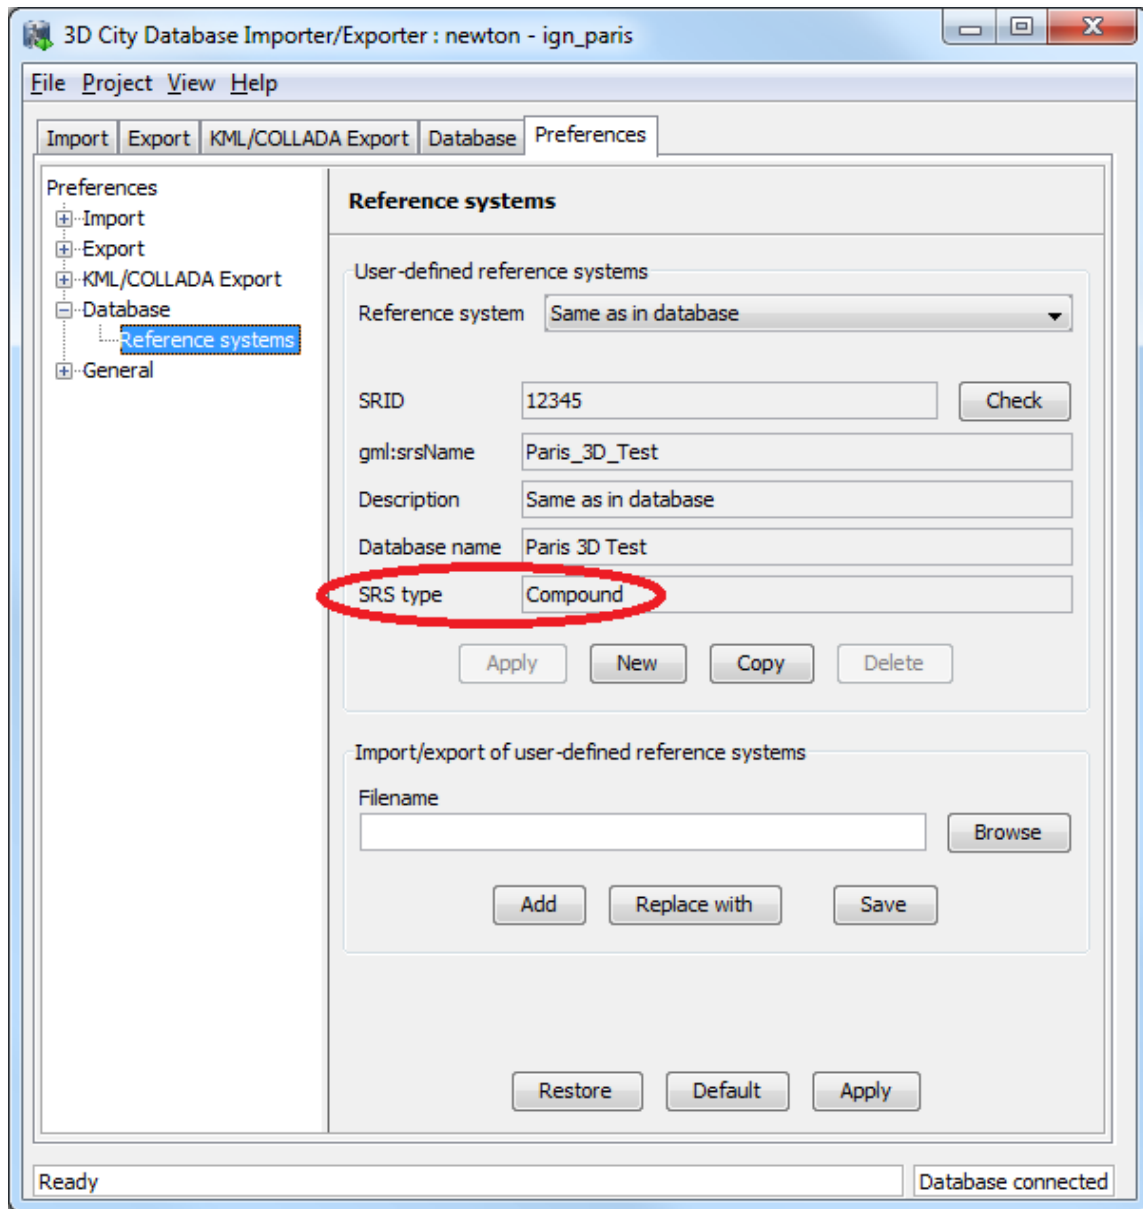 3D City Database Importer/Exporter : newton - ign_paris
File Project View Help
Import Export KML/COLLADA Export Database Preferences
Preferences
Import
Export
KML/COLLADA Export
Database
Reference systems
General
Reference systems
User-defined reference systems
Reference system Same as in database
SRID 12345 Check
gml:srsName Paris_3D_Test
Description Same as in database
Database name Paris 3D Test
SRS type Compound
Apply New Copy Delete
Import/export of user-defined reference systems
Filename
Browse
Add Replace with Save
Restore Default Apply
Ready Database connected